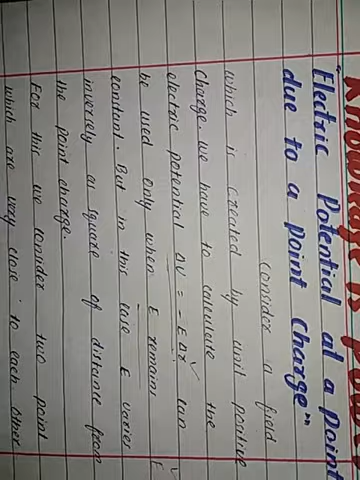 Knowledge is
"Electric Potential at a Point
due to a point Charge"
Consider a field
which is created by unit positive
Charge. We have to calculate the
electric potential ΔV = -EΔr can
be used only when E remains
constant. But in this case E varies
inversely as square of distance from
the point charge.
For this we consider two point
which are very close to each other